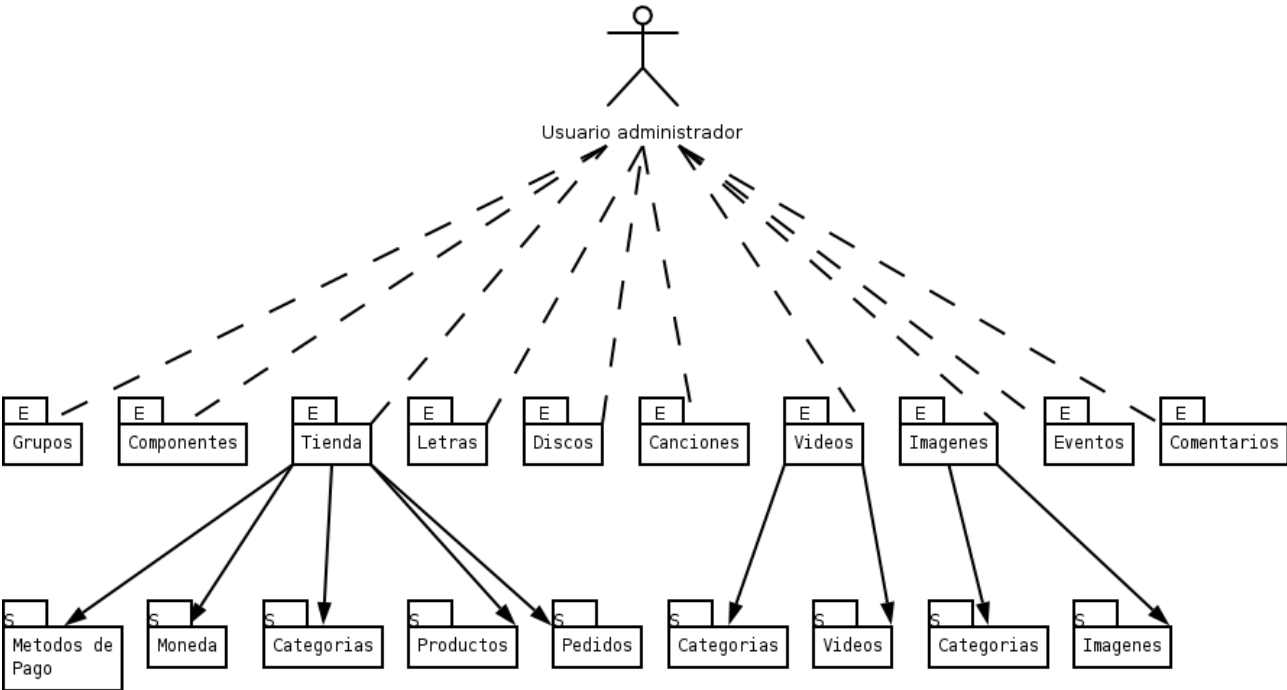 Usuario administrador
E E E E E E E E E E
Grupos Componentes Tienda Letras Discos Canciones Videos Imagenes Eventos Comentarios
S S S S S S S S S
Metodos de Moneda Categorias Productos Pedidos Categorias Videos Categorias Imagenes
Pago